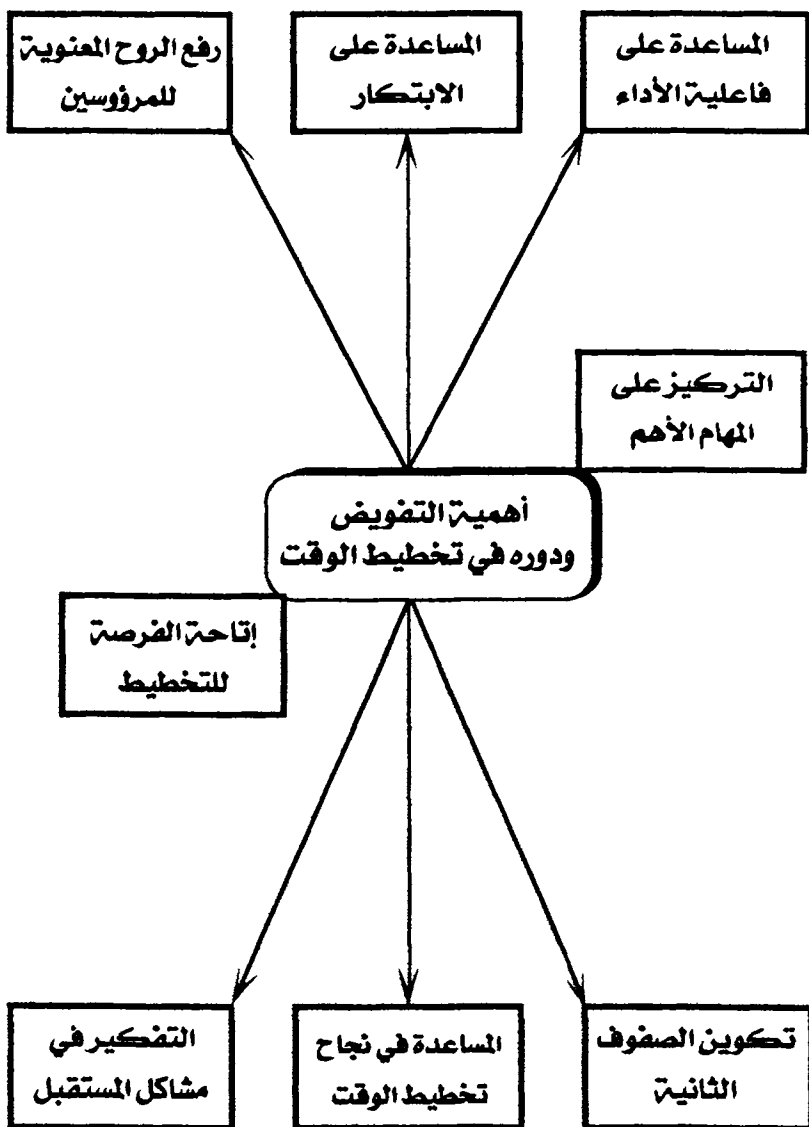 المساعدة على
فاعلية الأداء
المساعدة على
الابتكار
رفع الروح المعنوية
للمرؤوسين
التركيز على
المهام الأهم
أهمية التفويض
ودوره في تخطيط الوقت
إتاحة الفرصة
للتخطيط
تكوين الصفوف
الثانية
المساعدة في نجاح
تخطيط الوقت
التفكير في
مشاكل المستقبل